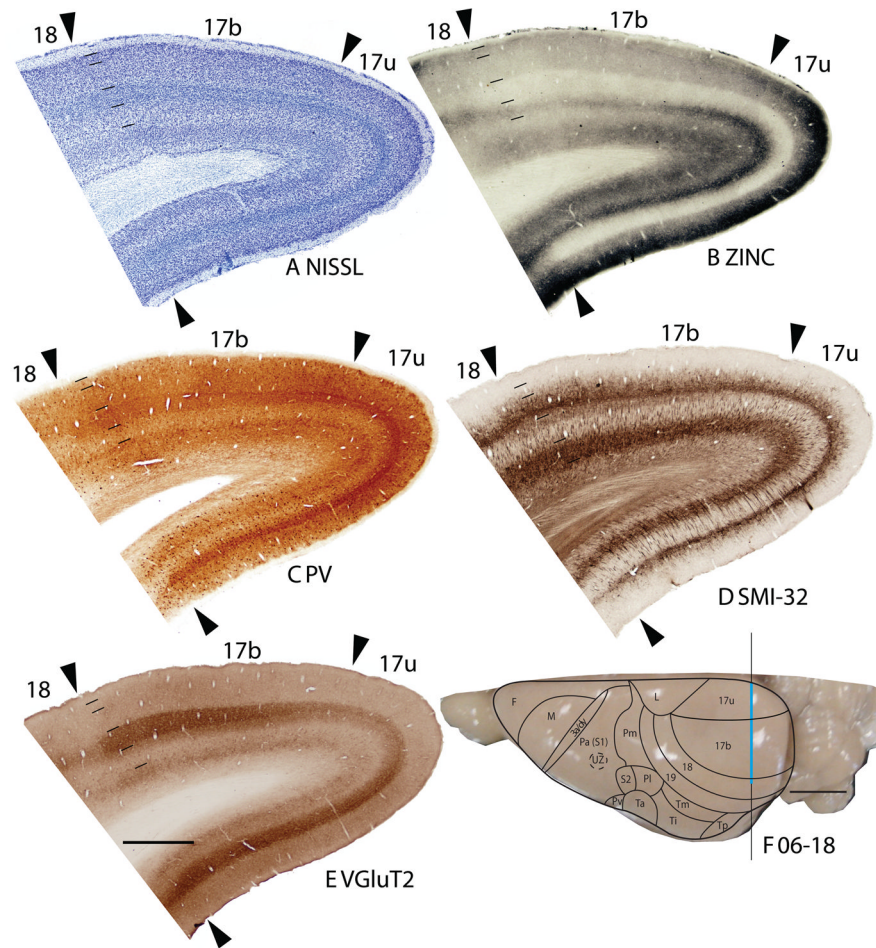 18
17b
17u
A NISSL
18
17b
17u
B ZINC
18
17b
17u
C PV
18
17b
17u
D SMI-32
18
17b
17u
E VGluT2
F
M
3a/dy
Pa (S1)
UZ
Pm
L
17u
17b
18
19
S2
Pl
Pv
Ta
Tm
Ti
Tp
F 06-18